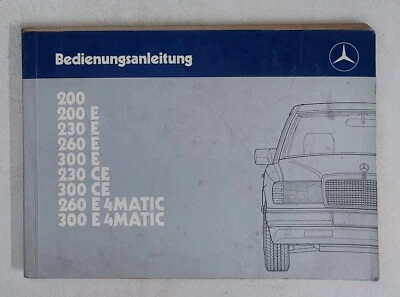 Bedienungsanleitung
200
200 E
230 E
260 E
300 E
230 CE
300 CE
260 E 4MATIC
300 E 4MATIC